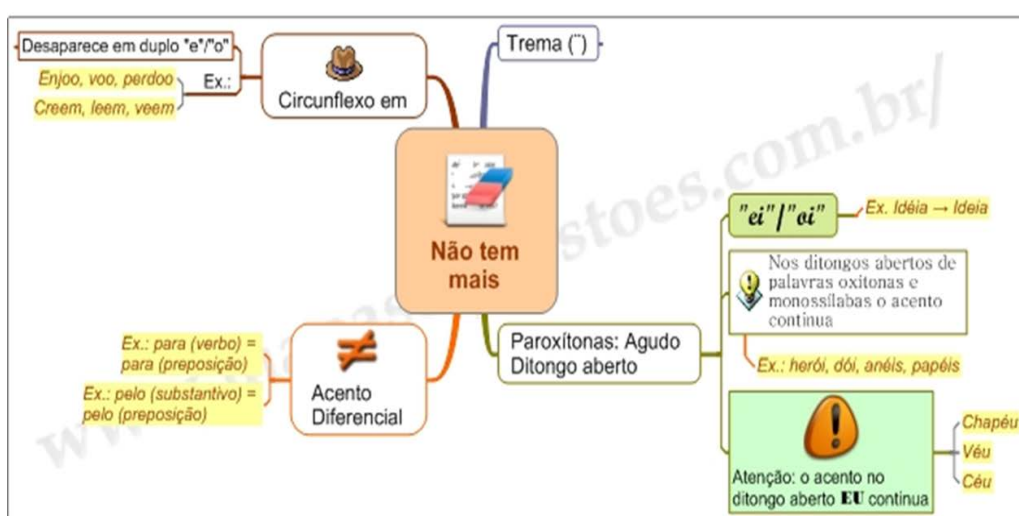 Não tem
mais
Trema (¨)
Circunflexo em
Desaparece em duplo "e"/"o"
Ex.:
Enjoo, voo, perdoo
Creem, leem, veem
Acento
Diferencial
Ex.: para (verbo) =
para (preposição)
Ex.: pelo (substantivo) =
pelo (preposição)
Paroxítonas: Agudo
Ditongo aberto
"ei"/"oi"
Ex. Idéia → Ideia
Nos ditongos abertos de
palavras oxitonas e
monossílabas o acento
continua
Ex.: herói, dói, anéis, papéis
Atenção: o acento no
ditongo aberto EU continua
Chapéu
Véu
Céu